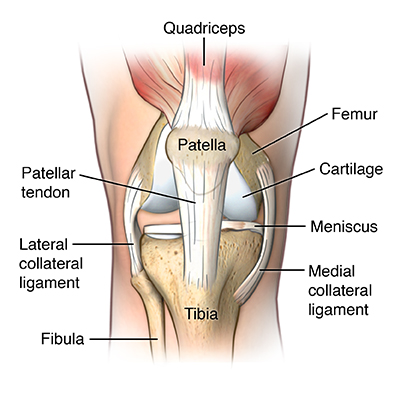 Quadriceps
Femur
Patella
Cartilage
Patellar
tendon
Meniscus
Lateral
collateral
ligament
Medial
collateral
ligament
Tibia
Fibula